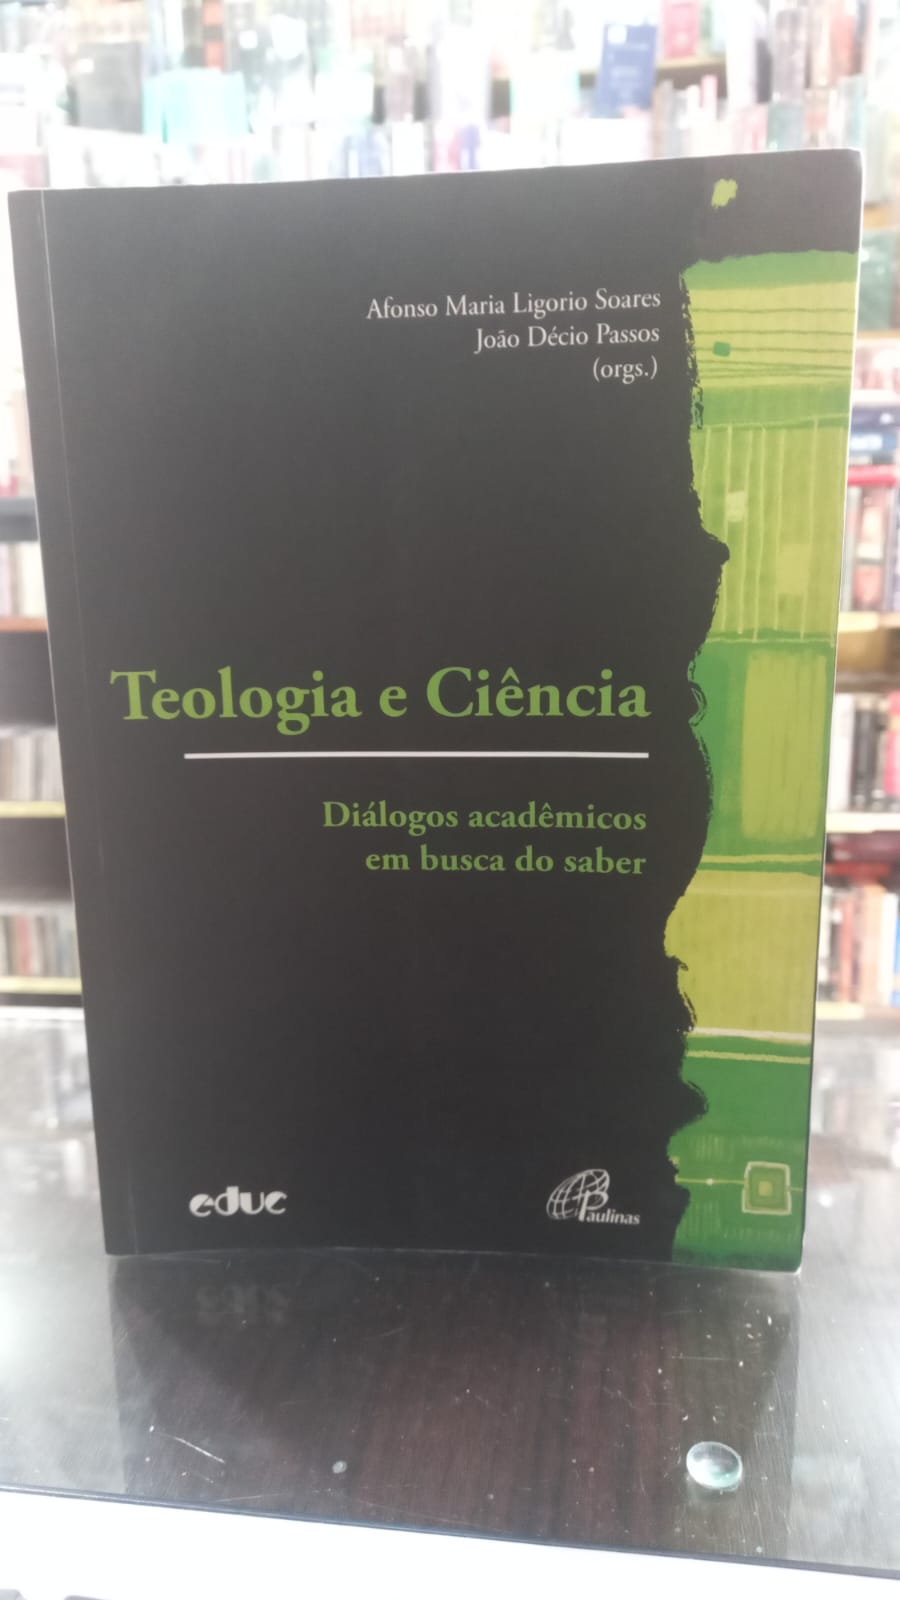 Afonso Maria Ligorio Soares
João Décio Passos
(orgs.)
Teologia e Ciência
Diálogos acadêmicos
em busca do saber
educ
Paulinas